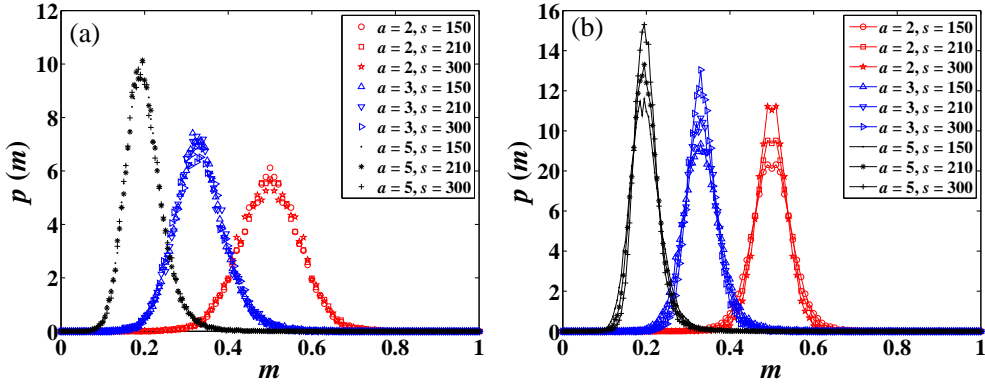 (a)
12
10
8
6
4
2
0
p (m)
0 0.2 0.4 0.6 0.8 1
m
a = 2, s = 150
a = 2, s = 210
a = 2, s = 300
a = 3, s = 150
a = 3, s = 210
a = 3, s = 300
a = 5, s = 150
a = 5, s = 210
a = 5, s = 300
(b)
16
14
12
10
20
6
4
2
0
p (m)
0 0.2 0.4 0.6 0.8 1
m
a = 2, s = 150
a = 2, s = 210
a = 2, s = 300
a = 3, s = 150
a = 3, s = 210
a = 3, s = 300
a = 5, s = 150
a = 5, s = 210
a = 5, s = 300